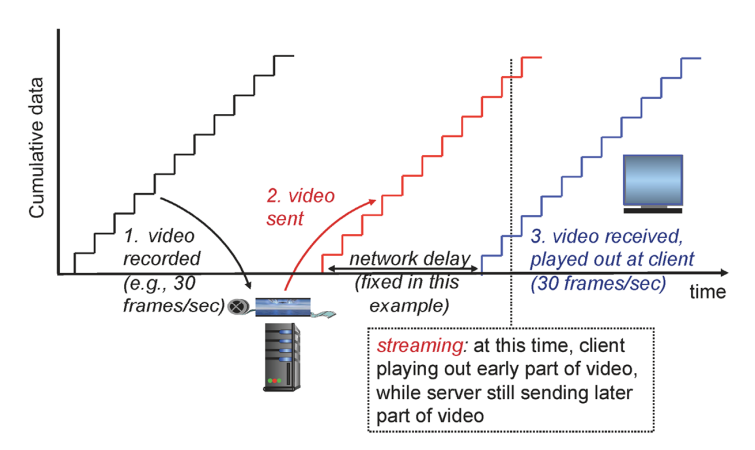 Cumulative data
1. video
recorded
(e.g., 30
frames/sec)
2. video
sent
network delay
(fixed in this
example)
3. video received,
played out at client
(30 frames/sec)
time
streaming: at this time, client
playing out early part of video,
while server still sending later
part of video